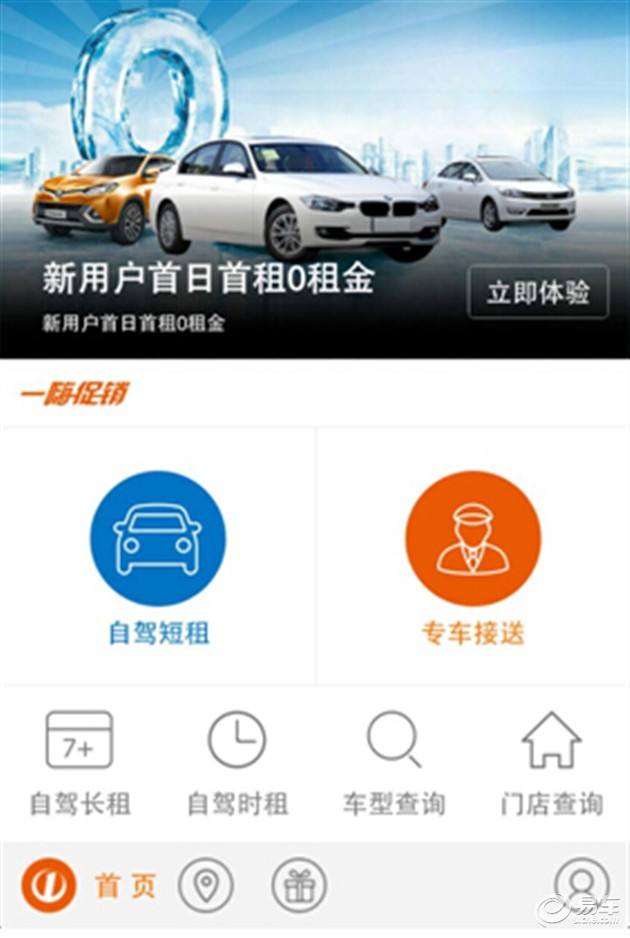 新用户首日首租0租金
立即体验
新用户首日首租0租金
一嗨促销
自驾短租
专车接送
7+
自驾长租
自驾时租
车型查询
门店查询
首页
易车